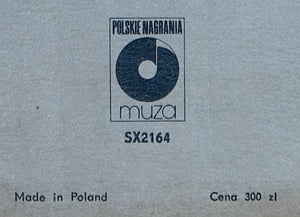 POLSKIE NAGRANIA
muza
SX2164
Made in Poland
Cena 300 zł